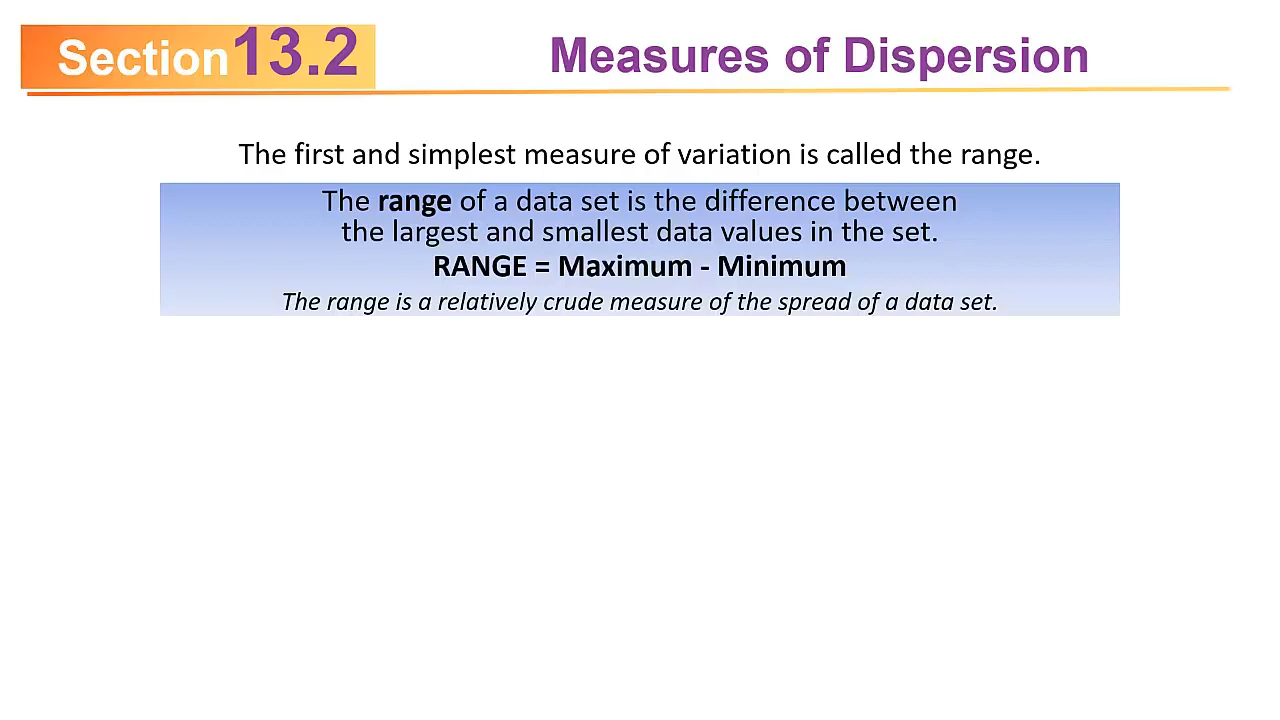 Section 13.2 Measures of Dispersion
The first and simplest measure of variation is called the range.
The range of a data set is the difference between
the largest and smallest data values in the set.
RANGE = Maximum - Minimum
The range is a relatively crude measure of the spread of a data set.